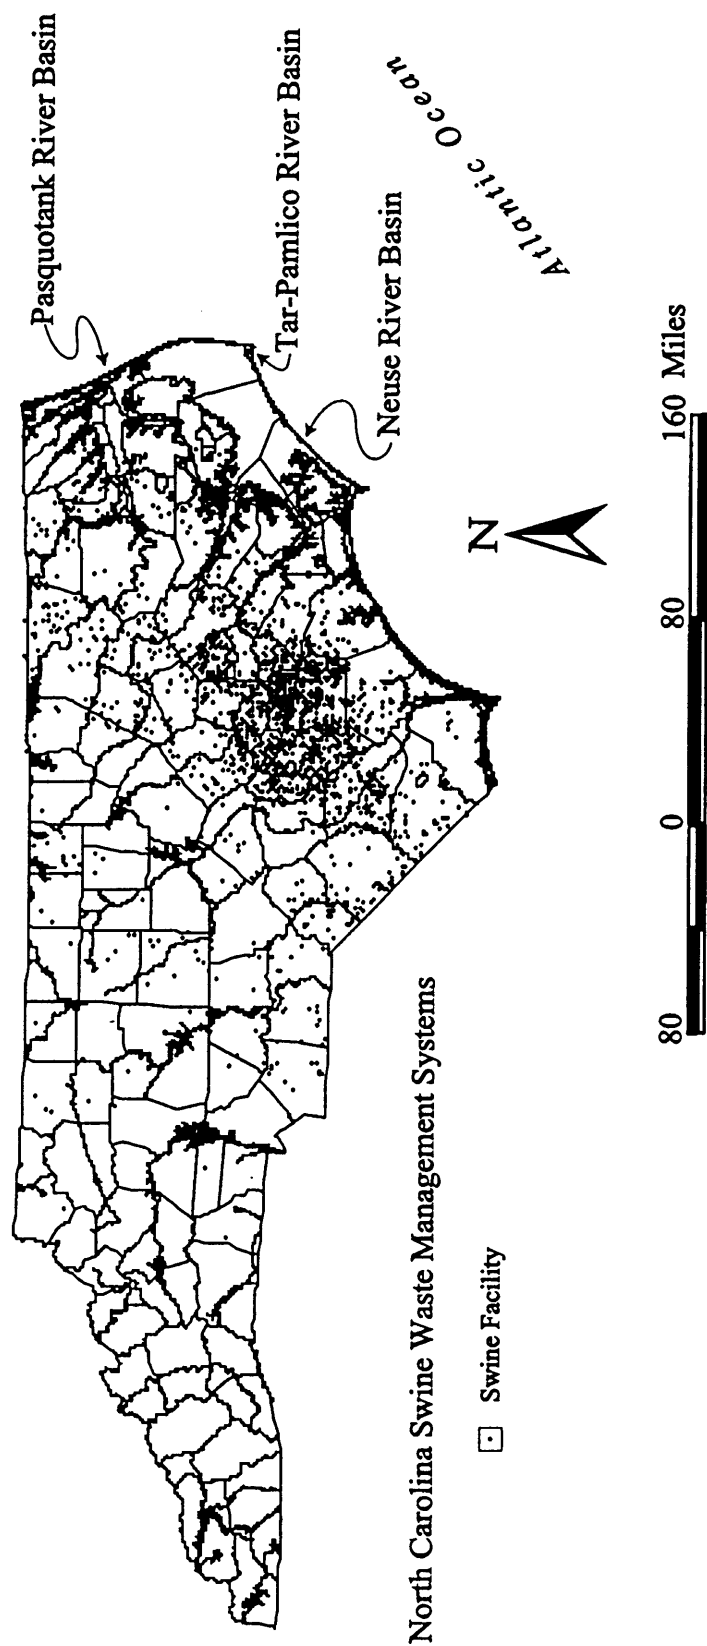 Pasquotank River Basin
Tar-Pamlico River Basin
Neuse River Basin
Atlantic Ocean
N
North Carolina Swine Waste Management Systems
Swine Facility
80 0 80 160 Miles